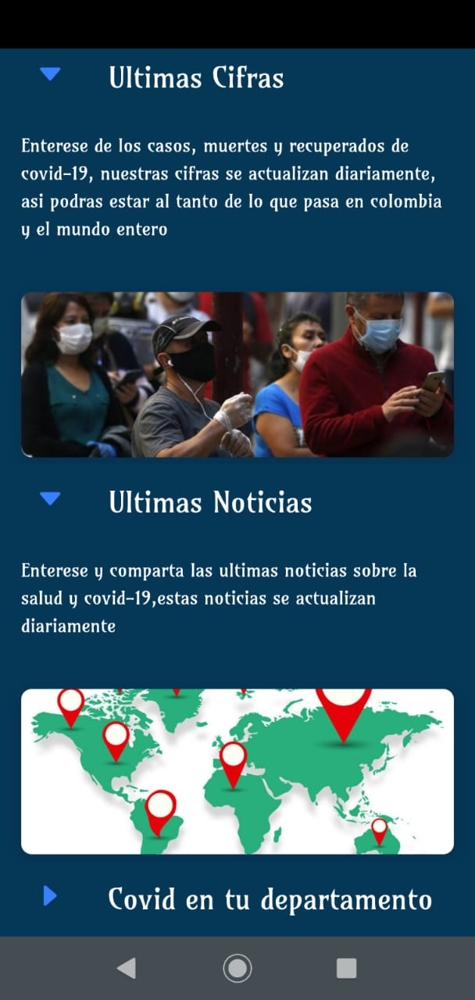 Ultimas Cifras
Enterese de los casos, muertes y recuperados de
covid-19, nuestras cifras se actualizan diariamente,
asi podras estar al tanto de lo que pasa en colombia
y el mundo entero
Ultimas Noticias
Enterese y comparta las ultimas noticias sobre la
salud y covid-19,estas noticias se actualizan
diariamente
Covid en tu departamento